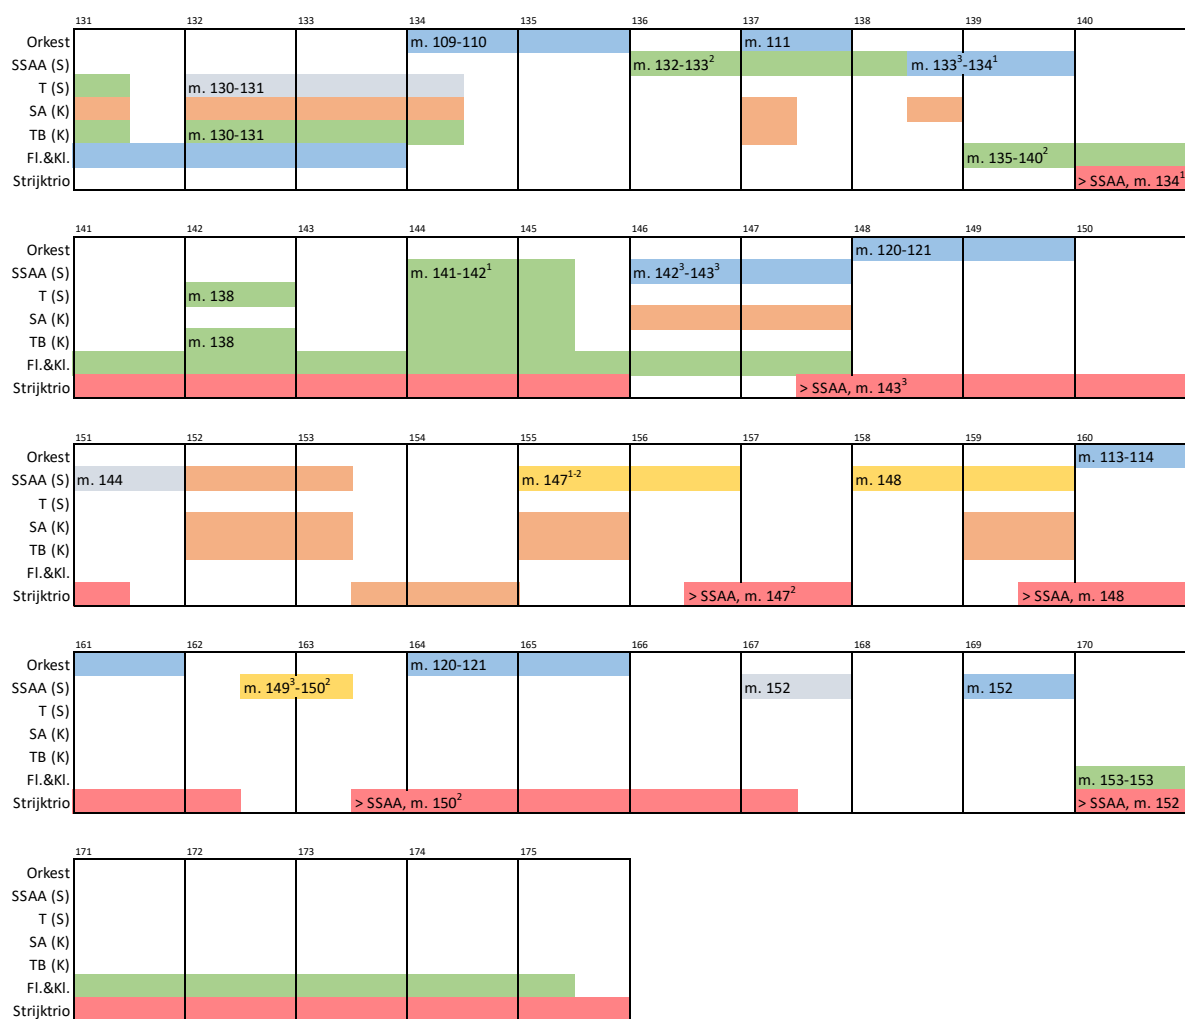 131 132 133 134 135 136 137 138 139 140
Orkest m. 109-110 m. 111
SSAA (S) m. 132-133² m. 133³-134¹
T (S) m. 130-131
SA (K)
TB (K) m. 130-131
Fl.&Kl. m. 135-140²
Strijktrio > SSAA, m. 134¹
141 142 143 144 145 146 147 148 149 150
Orkest m. 120-121
SSAA (S) m. 141-142¹ m. 142³-143³
T (S) m. 138
SA (K)
TB (K) m. 138
Fl.&Kl.
Strijktrio > SSAA, m. 143³
151 152 153 154 155 156 157 158 159 160
Orkest m. 113-114
SSAA (S) m. 144 m. 147¹⁻² m. 148
T (S)
SA (K)
TB (K)
Fl.&Kl.
Strijktrio > SSAA, m. 147² > SSAA, m. 148
161 162 163 164 165 166 167 168 169 170
Orkest m. 120-121
SSAA (S) m. 149³-150² m. 152 m. 152
T (S)
SA (K)
TB (K)
Fl.&Kl. m. 153-153
Strijktrio > SSAA, m. 150² > SSAA, m. 152
171 172 173 174 175
Orkest
SSAA (S)
T (S)
SA (K)
TB (K)
Fl.&Kl.
Strijktrio